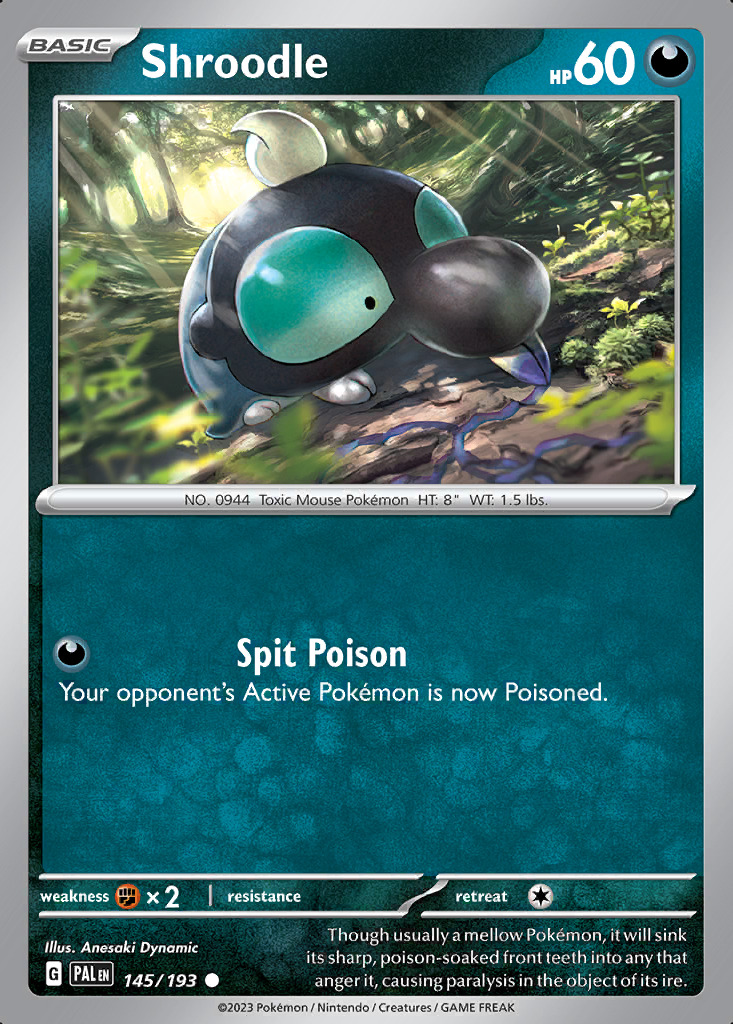 BASIC
Shroodle
HP 60
NO. 0944 Toxic Mouse Pokémon HT: 8" WT: 1.5 lbs.
Spit Poison
Your opponent's Active Pokémon is now Poisoned.
weakness ×2 resistance retreat
Illus. Anesaki Dynamic
G PAL EN 145/193
Though usually a mellow Pokémon, it will sink
its sharp, poison-soaked front teeth into any that
anger it, causing paralysis in the object of its ire.
©2023 Pokémon / Nintendo / Creatures / GAME FREAK